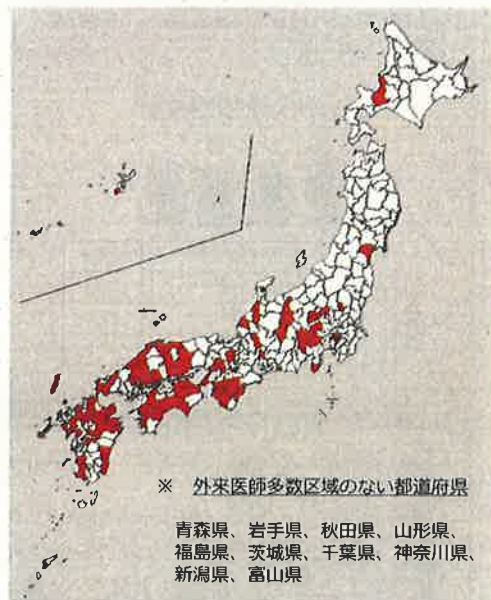 ※ 外来医師多数区域のない都道府県
青森県、岩手県、秋田県、山形県、
福島県、茨城県、千葉県、神奈川県、
新潟県、富山県